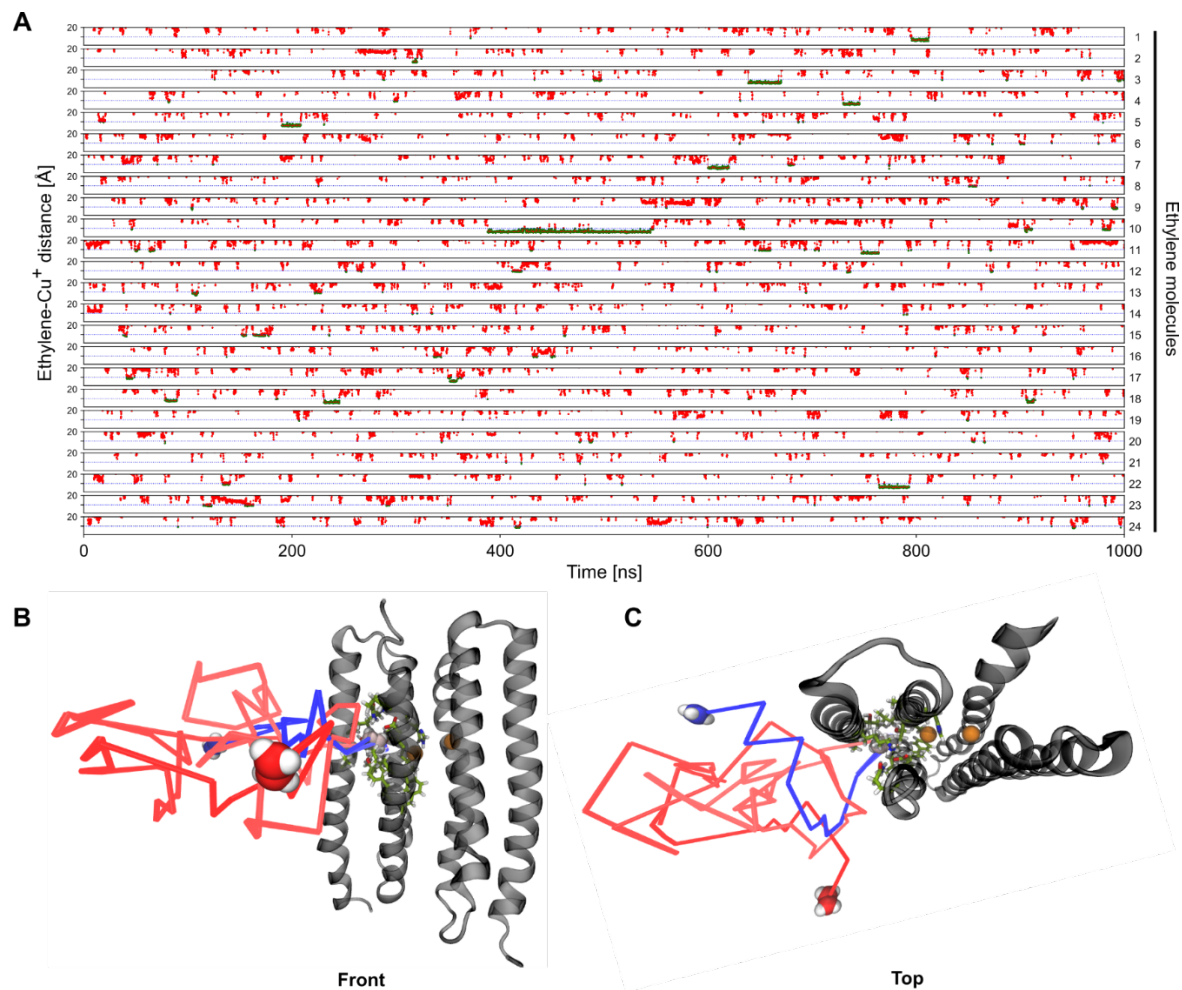 A
Ethylene-Cu+ distance [Å]
20 1
20 2
20 3
20 4
20 5
20 6
20 7
20 8
20 9
20 10
20 11
20 12
20 13
20 14
20 15
20 16
20 17
20 18
20 19
20 20
20 21
20 22
20 23
20 24
Ethylene molecules
0 200 400 600 800 1000
Time [ns]
B
C
Front
Top